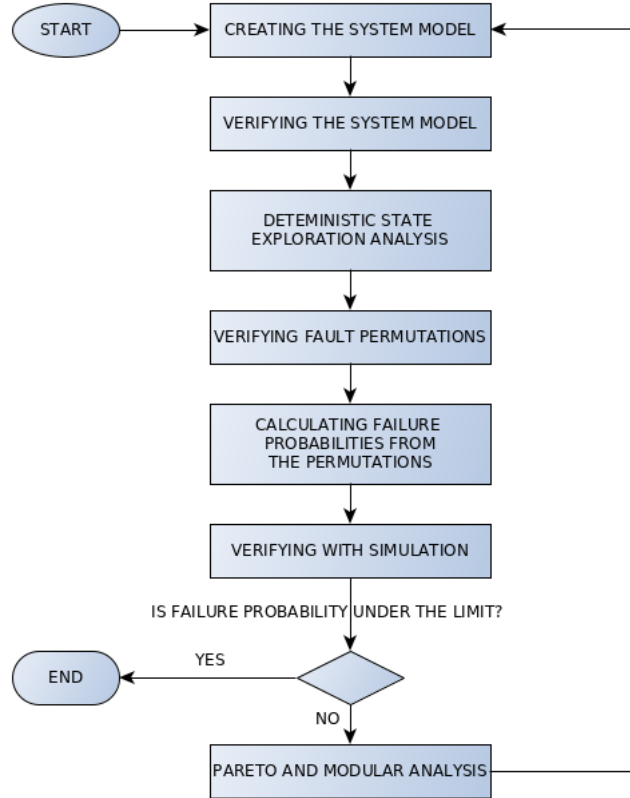 START
CREATING THE SYSTEM MODEL
VERIFYING THE SYSTEM MODEL
DETEMINISTIC STATE
EXPLORATION ANALYSIS
VERIFYING FAULT PERMUTATIONS
CALCULATING FAILURE
PROBABILITIES FROM
THE PERMUTATIONS
VERIFYING WITH SIMULATION
IS FAILURE PROBABILITY UNDER THE LIMIT?
YES
END
NO
PARETO AND MODULAR ANALYSIS